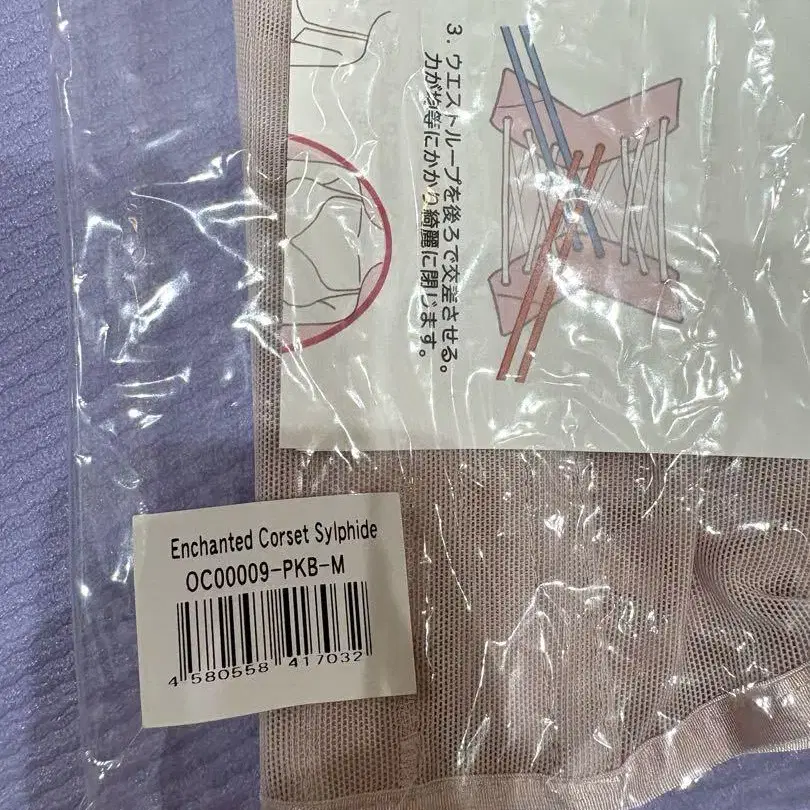 3. ウエストループを後ろで交差させる。
力が均等にかかり綺麗に閉じます。
Enchanted Corset Sylphide
OC00009-PKB-M
4 580558 417032